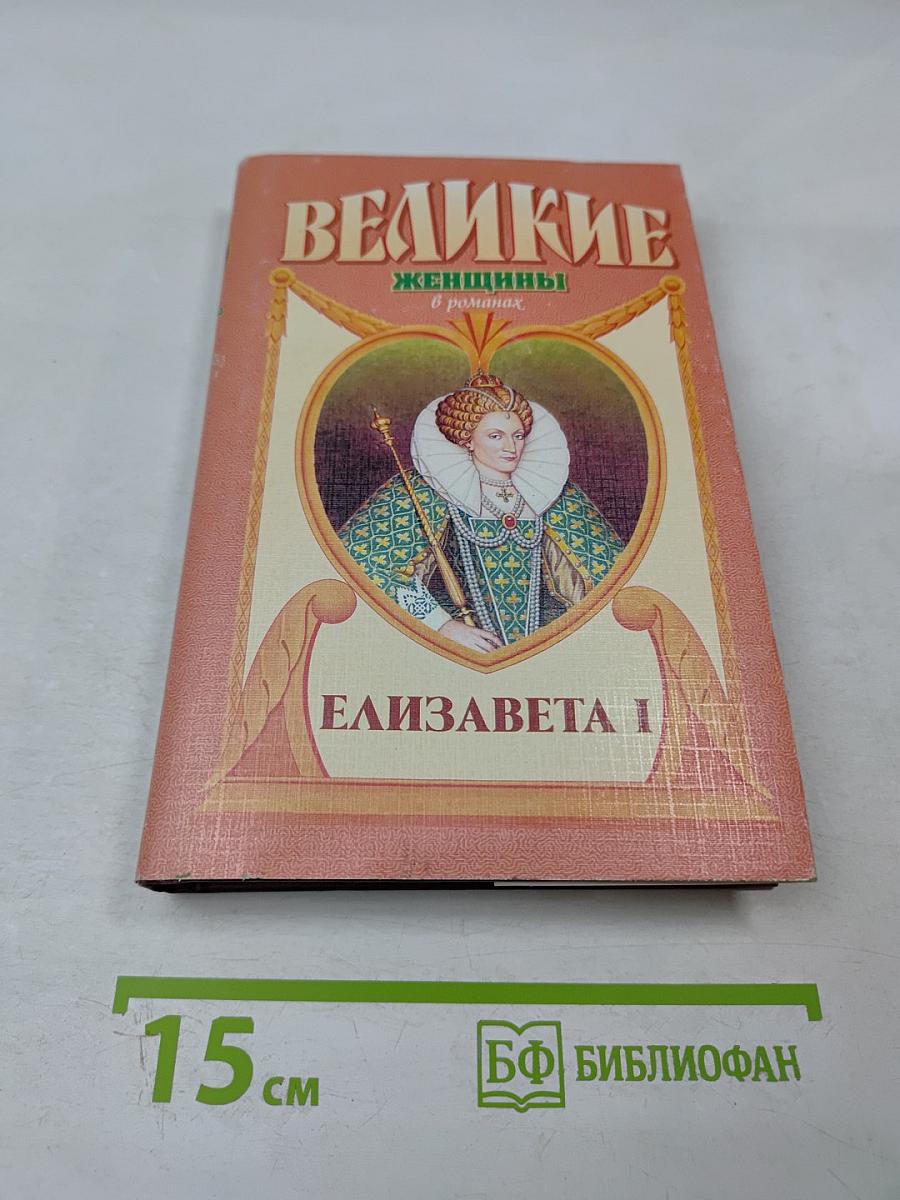 ВЕЛИКИЕ
ЖЕНЩИНЫ
в романах
ЕЛИЗАВЕТА I
15 см
БФ БИБЛИОФАН